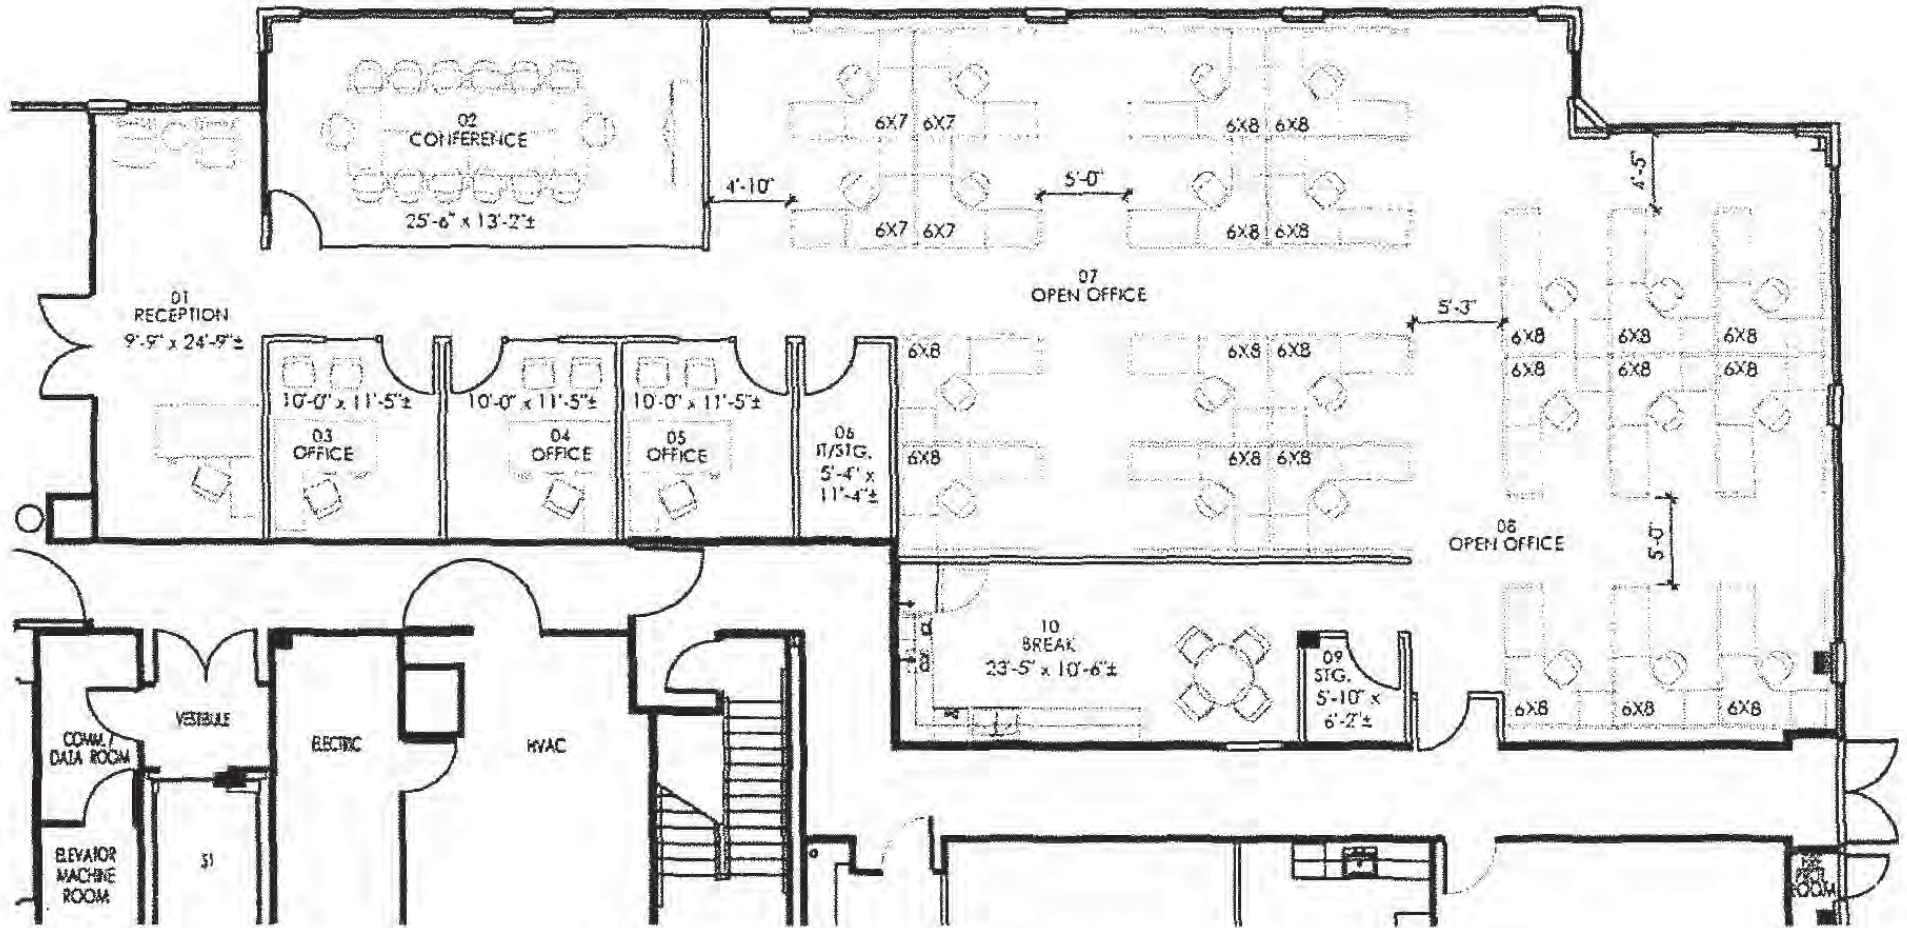 02
CONFERENCE
25'-6" x 13'-2"±
4'-10"
6X7 6X7
6X7 6X7
5'-0"
6X8 6X8
6X8 6X8
4'-5"
01
RECEPTION
9'-9" x 24'-9"±
07
OPEN OFFICE
5'-3"
10'-0" x 11'-5"±
03
OFFICE
10'-0" x 11'-5"±
04
OFFICE
10'-0" x 11'-5"±
05
OFFICE
06
IT/STG.
5'-4" x
11'-4"±
6X8
6X8
6X8 6X8
6X8 6X8
6X8 6X8 6X8
6X8 6X8 6X8
08
OPEN OFFICE
5'-0"
6X8 6X8 6X8
10
BREAK
23'-5" x 10'-6"±
09
STG.
5'-10" x
6'-2"±
VESTIBULE
COMM./
DATA ROOM
ELECTRIC
HVAC
ELEVATOR
MACHINE
ROOM
S1
ROOM